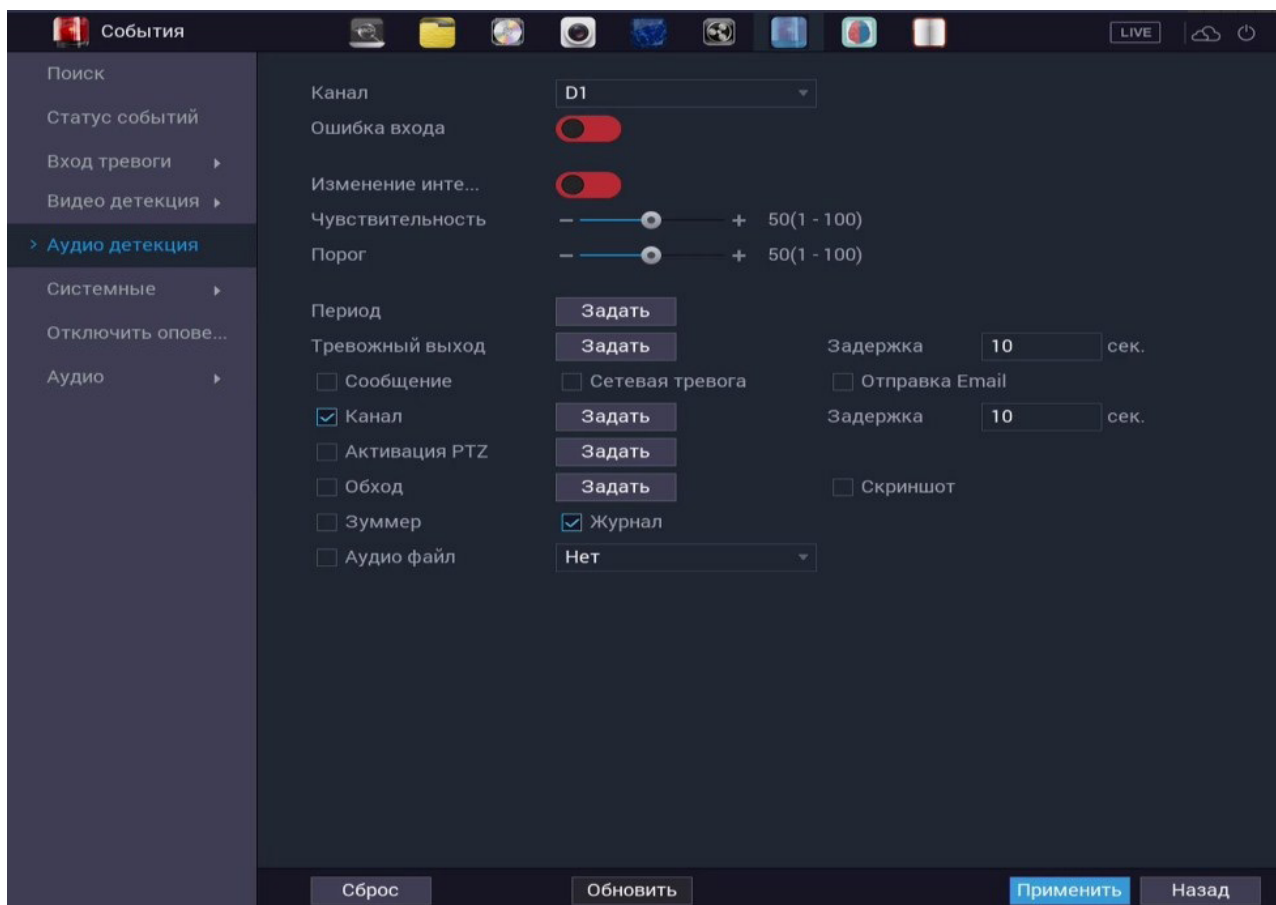 События
LIVE
Поиск
Статус событий
Вход тревоги
Видео детекция
Аудио детекция
Системные
Отключить опове...
Аудио
Канал D1
Ошибка входа
Изменение инте...
Чувствительность − + 50(1 - 100)
Порог − + 50(1 - 100)
Период Задать
Тревожный выход Задать Задержка 10 сек.
Сообщение Сетевая тревога Отправка Email
Канал Задать Задержка 10 сек.
Активация PTZ Задать
Обход Задать Скриншот
Зуммер Журнал
Аудио файл Нет
Сброс Обновить Применить Назад